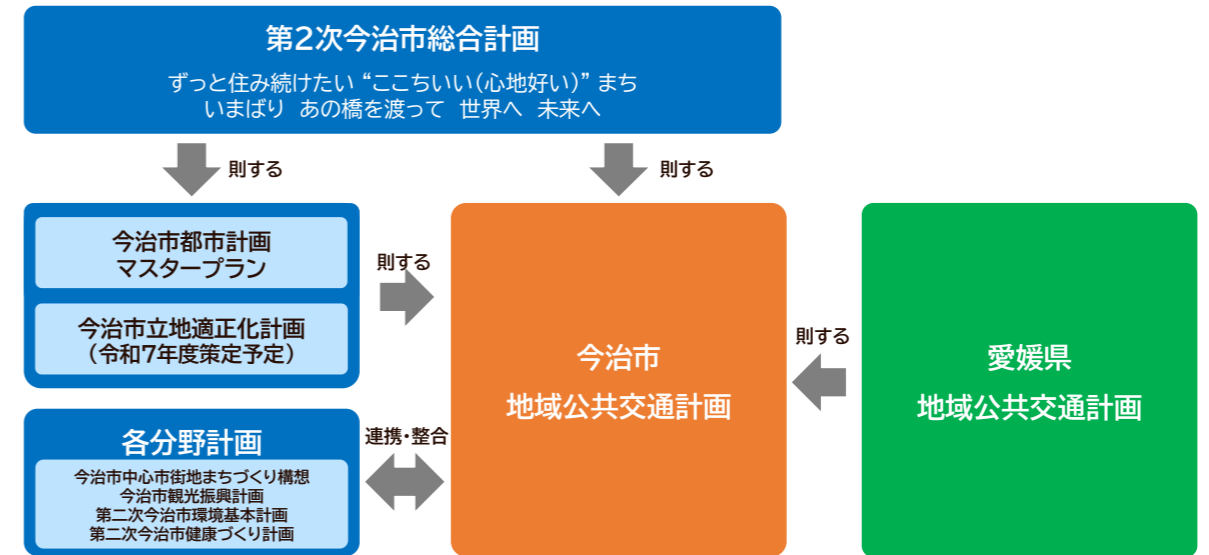 第2次今治市総合計画
ずっと住み続けたい “ここちいい(心地好い)” まち
いまばり あの橋を渡って 世界へ 未来へ
則する
則する
今治市都市計画
マスタープラン
今治市立地適正化計画
(令和7年度策定予定)
則する
各分野計画
今治市中心市街地まちづくり構想
今治市観光振興計画
第二次今治市環境基本計画
第二次今治市健康づくり計画
連携・整合
今治市
地域公共交通計画
則する
愛媛県
地域公共交通計画